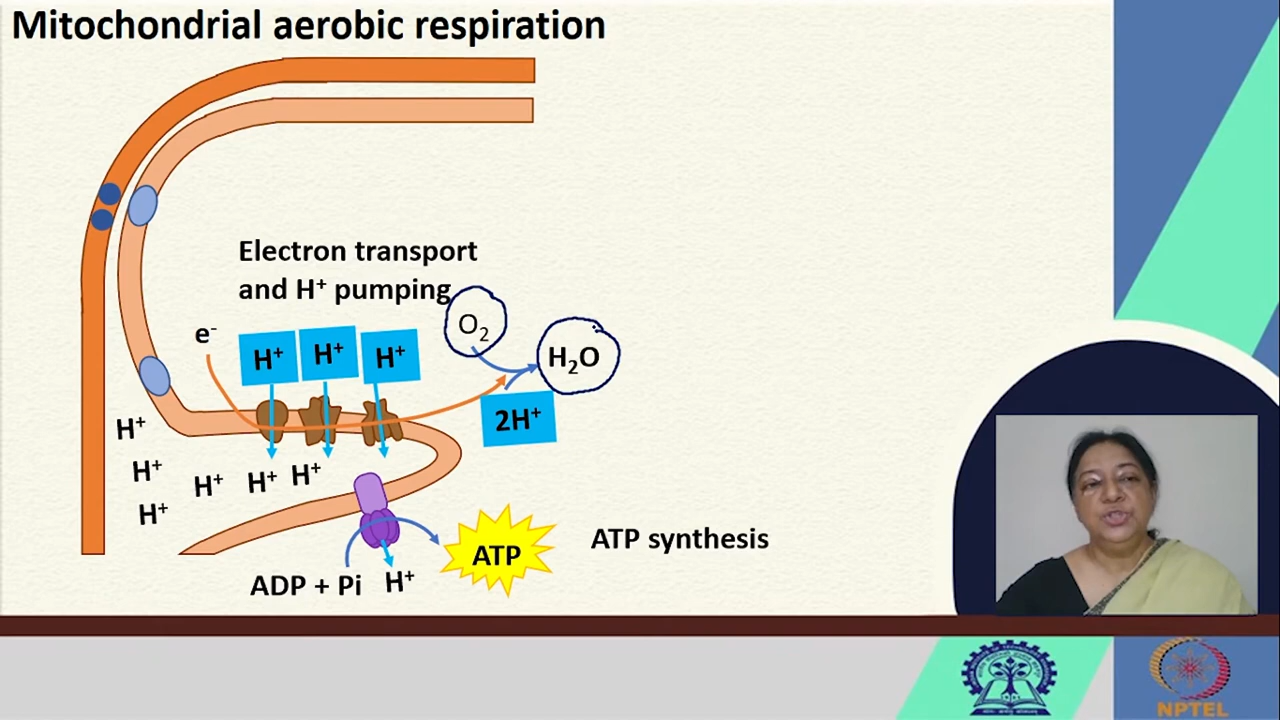 Mitochondrial aerobic respiration
Electron transport
and H⁺ pumping
e⁻
O₂
H⁺
H⁺
H⁺
H₂O
2H⁺
H⁺
H⁺
H⁺
H⁺
H⁺
H⁺
ATP
ATP synthesis
ADP + Pi
H⁺
NPTEL